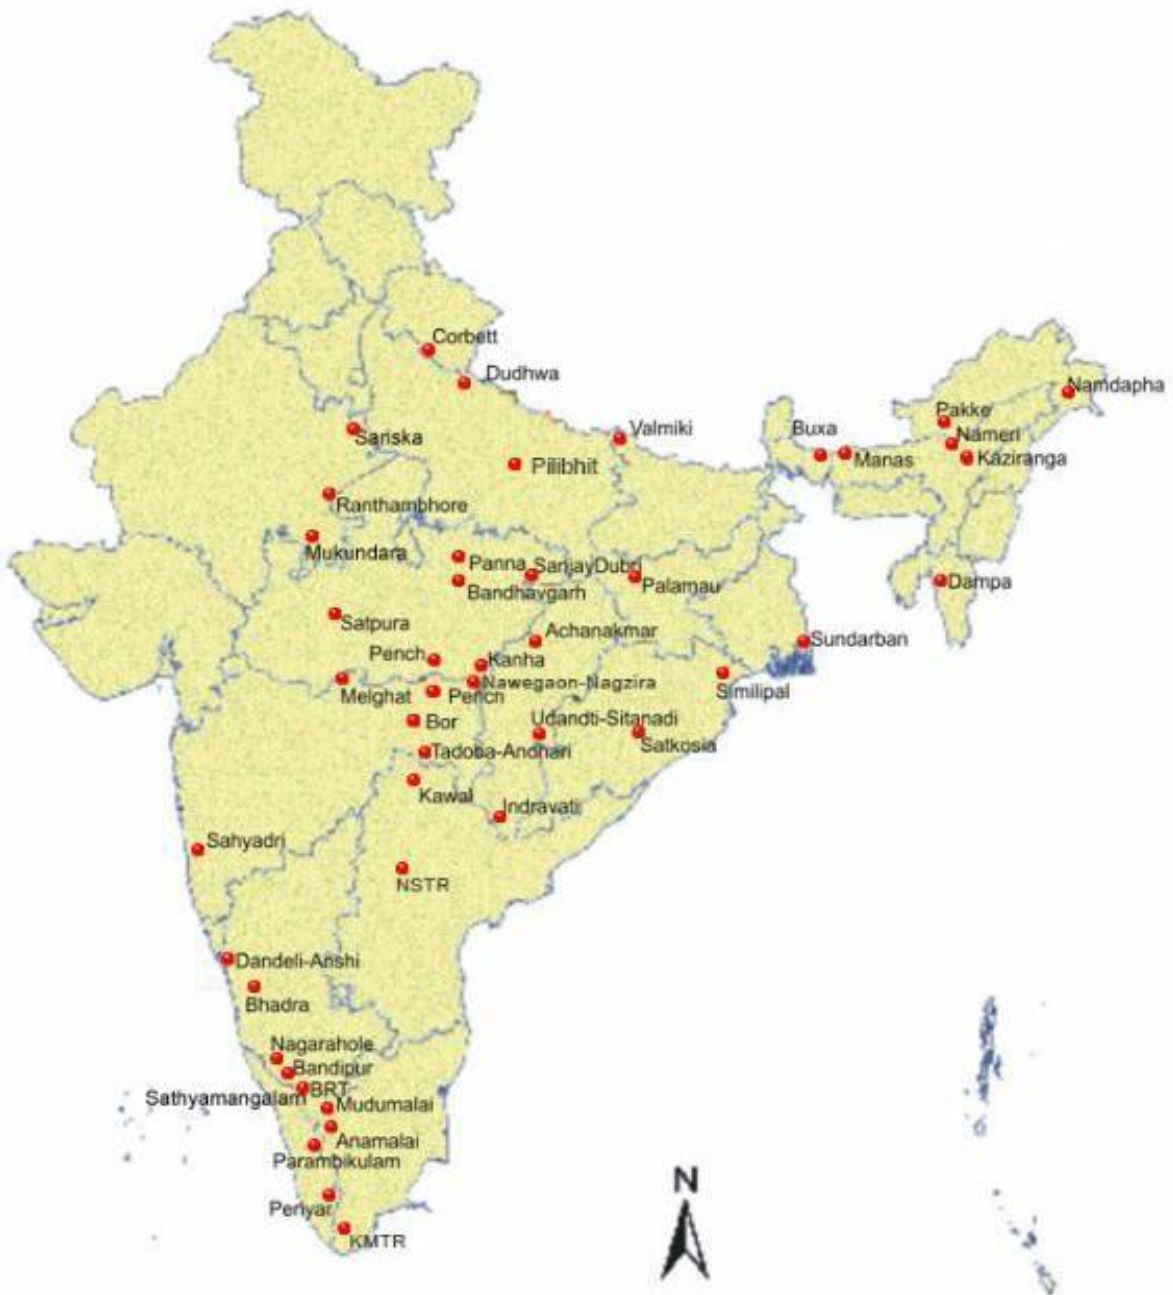 Corbett
Dudhwa
Namdapha
Pakke
Sariska
Valmiki
Buxa
Nameri
Pilibhit
Manas
Kaziranga
Ranthambhore
Mukundara
Panna
SanjayDubri
Bandhavgarh
Palamau
Dampa
Satpura
Achanakmar
Sundarban
Pench
Kanha
Nawegaon-Nagzira
Melghat
Pench
Similipal
Bor
Udandti-Sitanadi
Satkosia
Tadoba-Andhari
Kawal
Indravati
Sahyadri
NSTR
Dandeli-Anshi
Bhadra
Nagarahole
Bandipur
BRT
Sathyamangalam
Mudumalai
Anamalai
Parambikulam
N
Periyar
KMTR